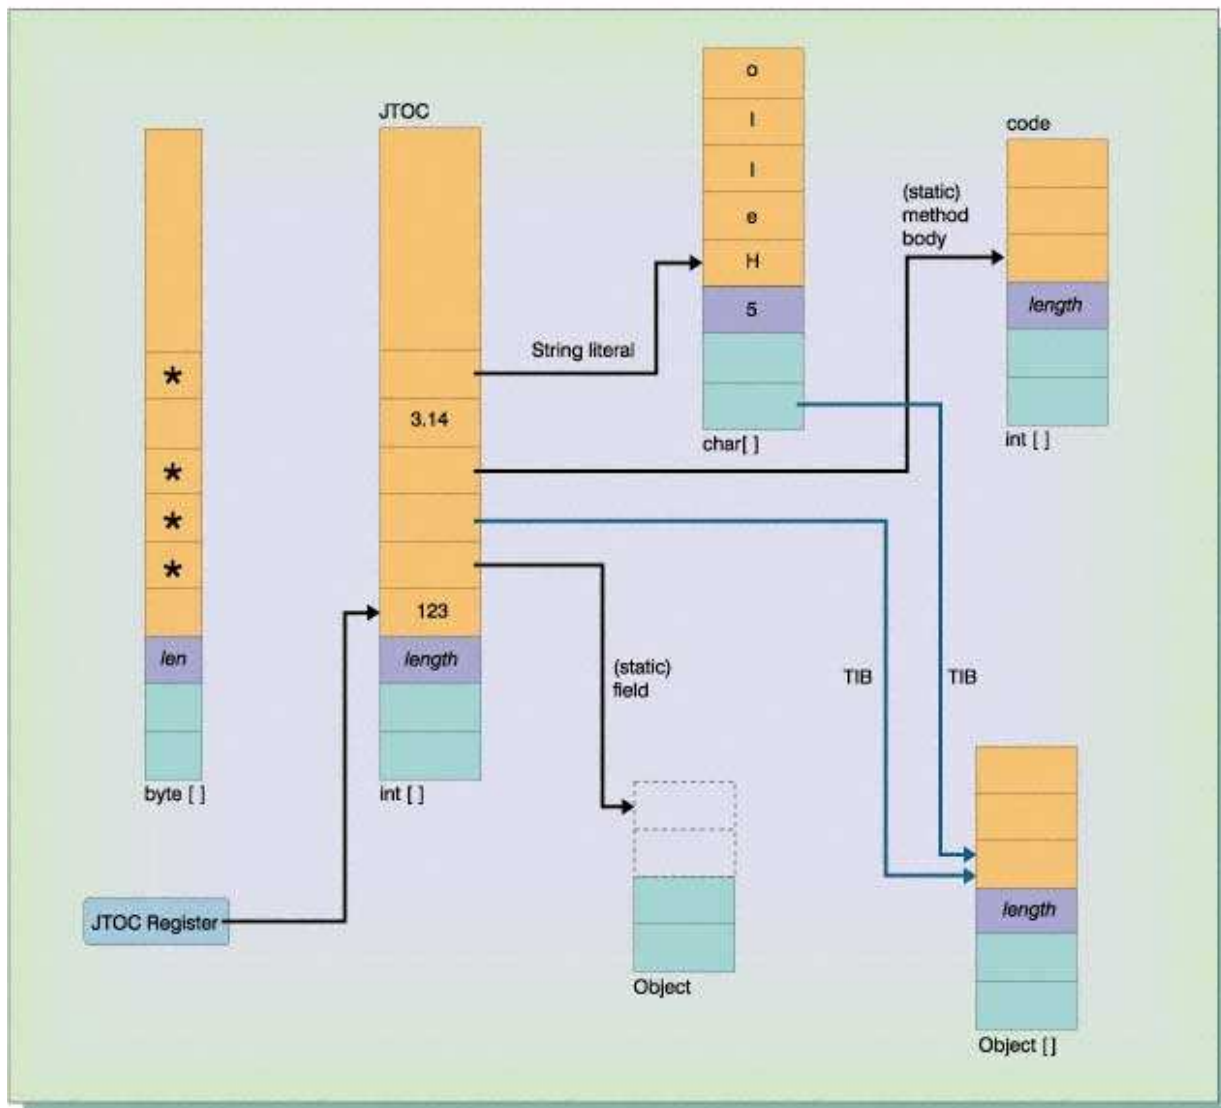 JTOC
o
l
l
e
H
5
char[ ]
code
(static)
method
body
length
int [ ]
String literal
*
*
*
*
len
byte [ ]
3.14
123
length
int [ ]
(static)
field
TIB
TIB
JTOC Register
Object
length
Object [ ]